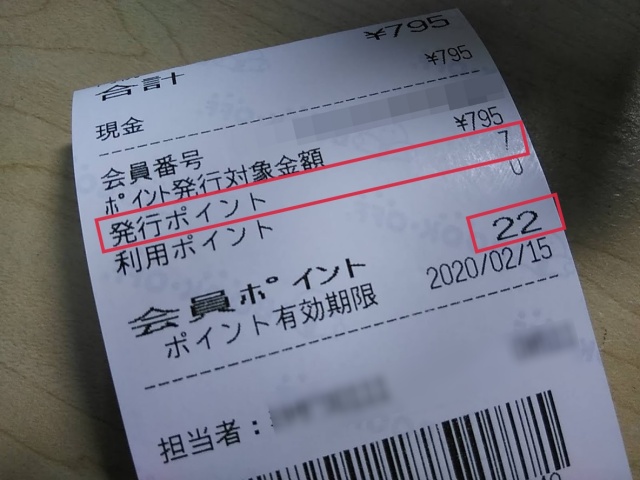 合計 ¥795
現金 ¥795
会員番号
ポイント発行対象金額 ¥795
発行ポイント 7
利用ポイント 0
会員ポイント 22
ポイント有効期限 2020/02/15
担当者: